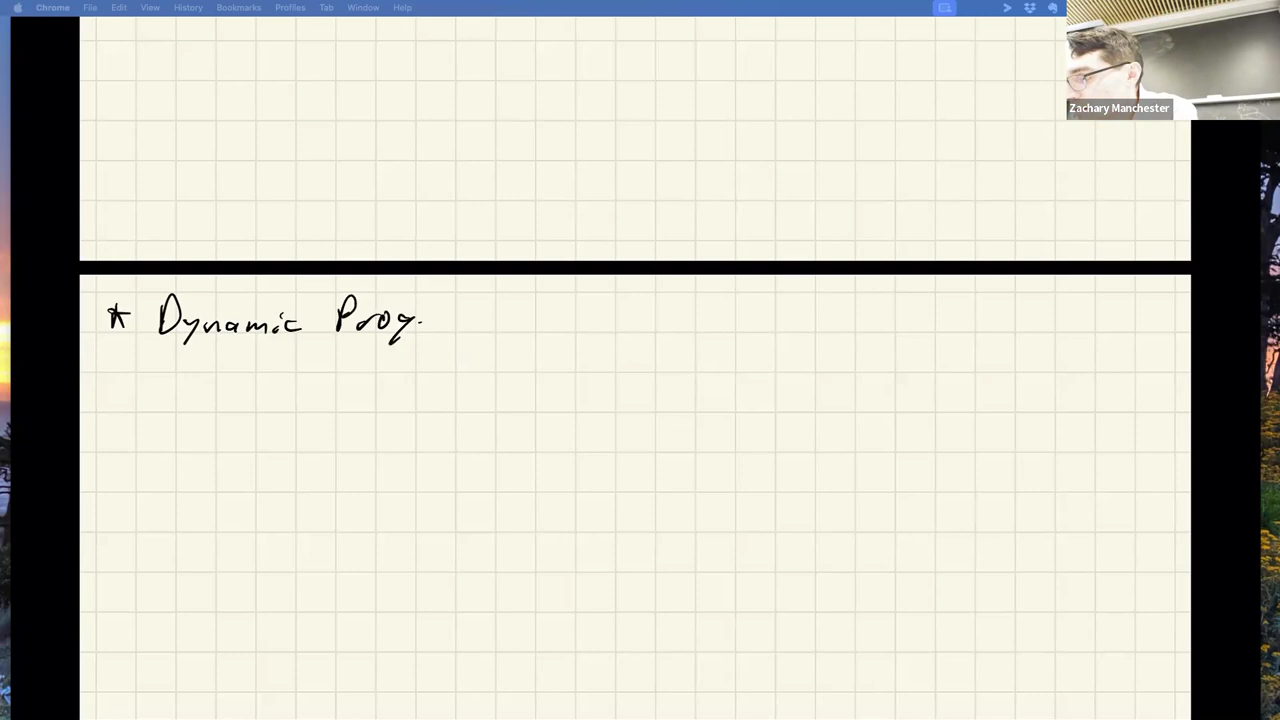 Chrome File Edit View History Bookmarks Profiles Tab Window Help
Zachary Manchester
* Dynamic Prog.